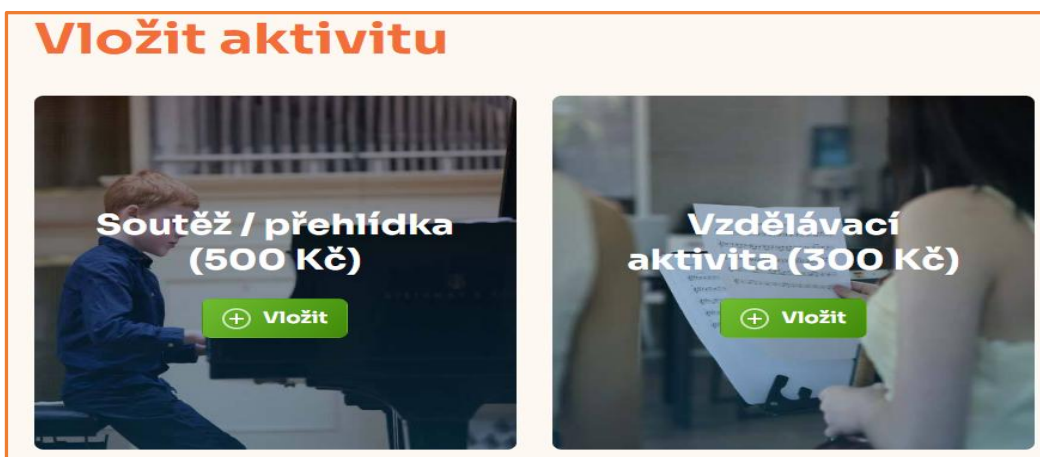 Vložit aktivitu
Soutěž / přehlídka
(500 Kč)
Vložit
Vzdělávací
aktivita (300 Kč)
Vložit